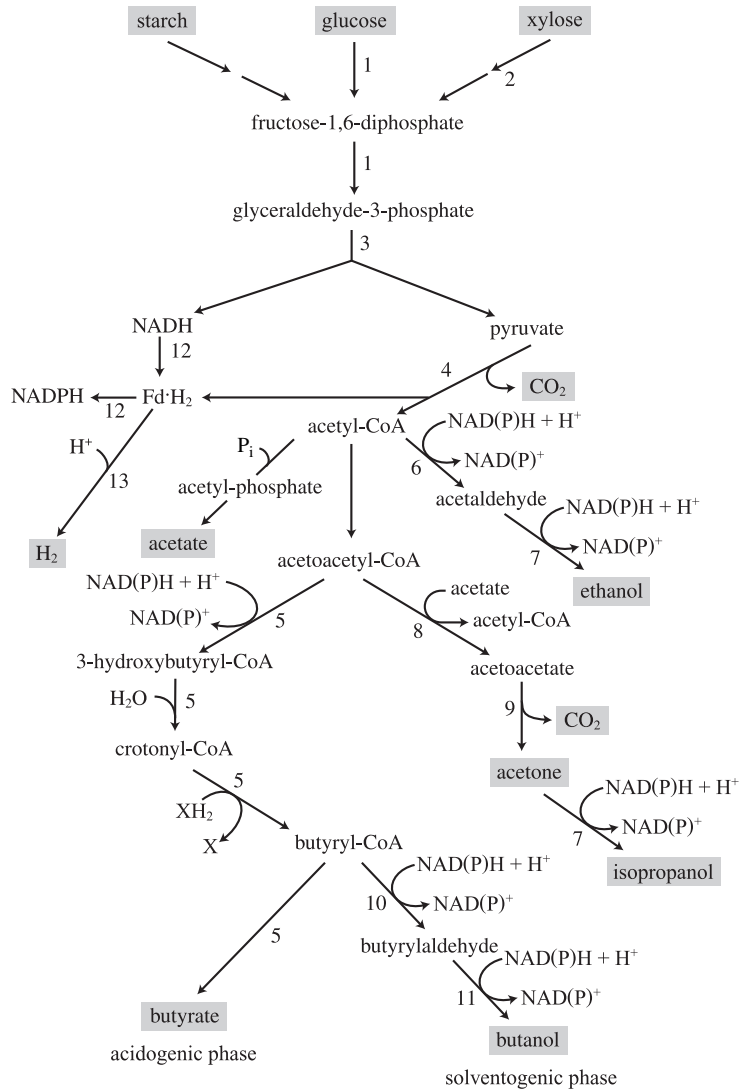 starch glucose xylose
1
2
fructose-1,6-diphosphate
1
glyceraldehyde-3-phosphate
3
NADH
pyruvate
12
4
CO₂
NADPH 12 Fd·H₂
acetyl-CoA
NAD(P)H + H⁺
H⁺
13
Pᵢ
6
NAD(P)⁺
acetyl-phosphate
acetaldehyde
NAD(P)H + H⁺
H₂
acetate
7
NAD(P)⁺
acetoacetyl-CoA
ethanol
NAD(P)H + H⁺
acetate
NAD(P)⁺
5
8
acetyl-CoA
3-hydroxybutyryl-CoA
acetoacetate
H₂O
5
9
CO₂
crotonyl-CoA
acetone
5
NAD(P)H + H⁺
XH₂
7
NAD(P)⁺
X
butyryl-CoA
isopropanol
NAD(P)H + H⁺
10
NAD(P)⁺
5
butyrylaldehyde
NAD(P)H + H⁺
11
NAD(P)⁺
butyrate
butanol
acidogenic phase
solventogenic phase